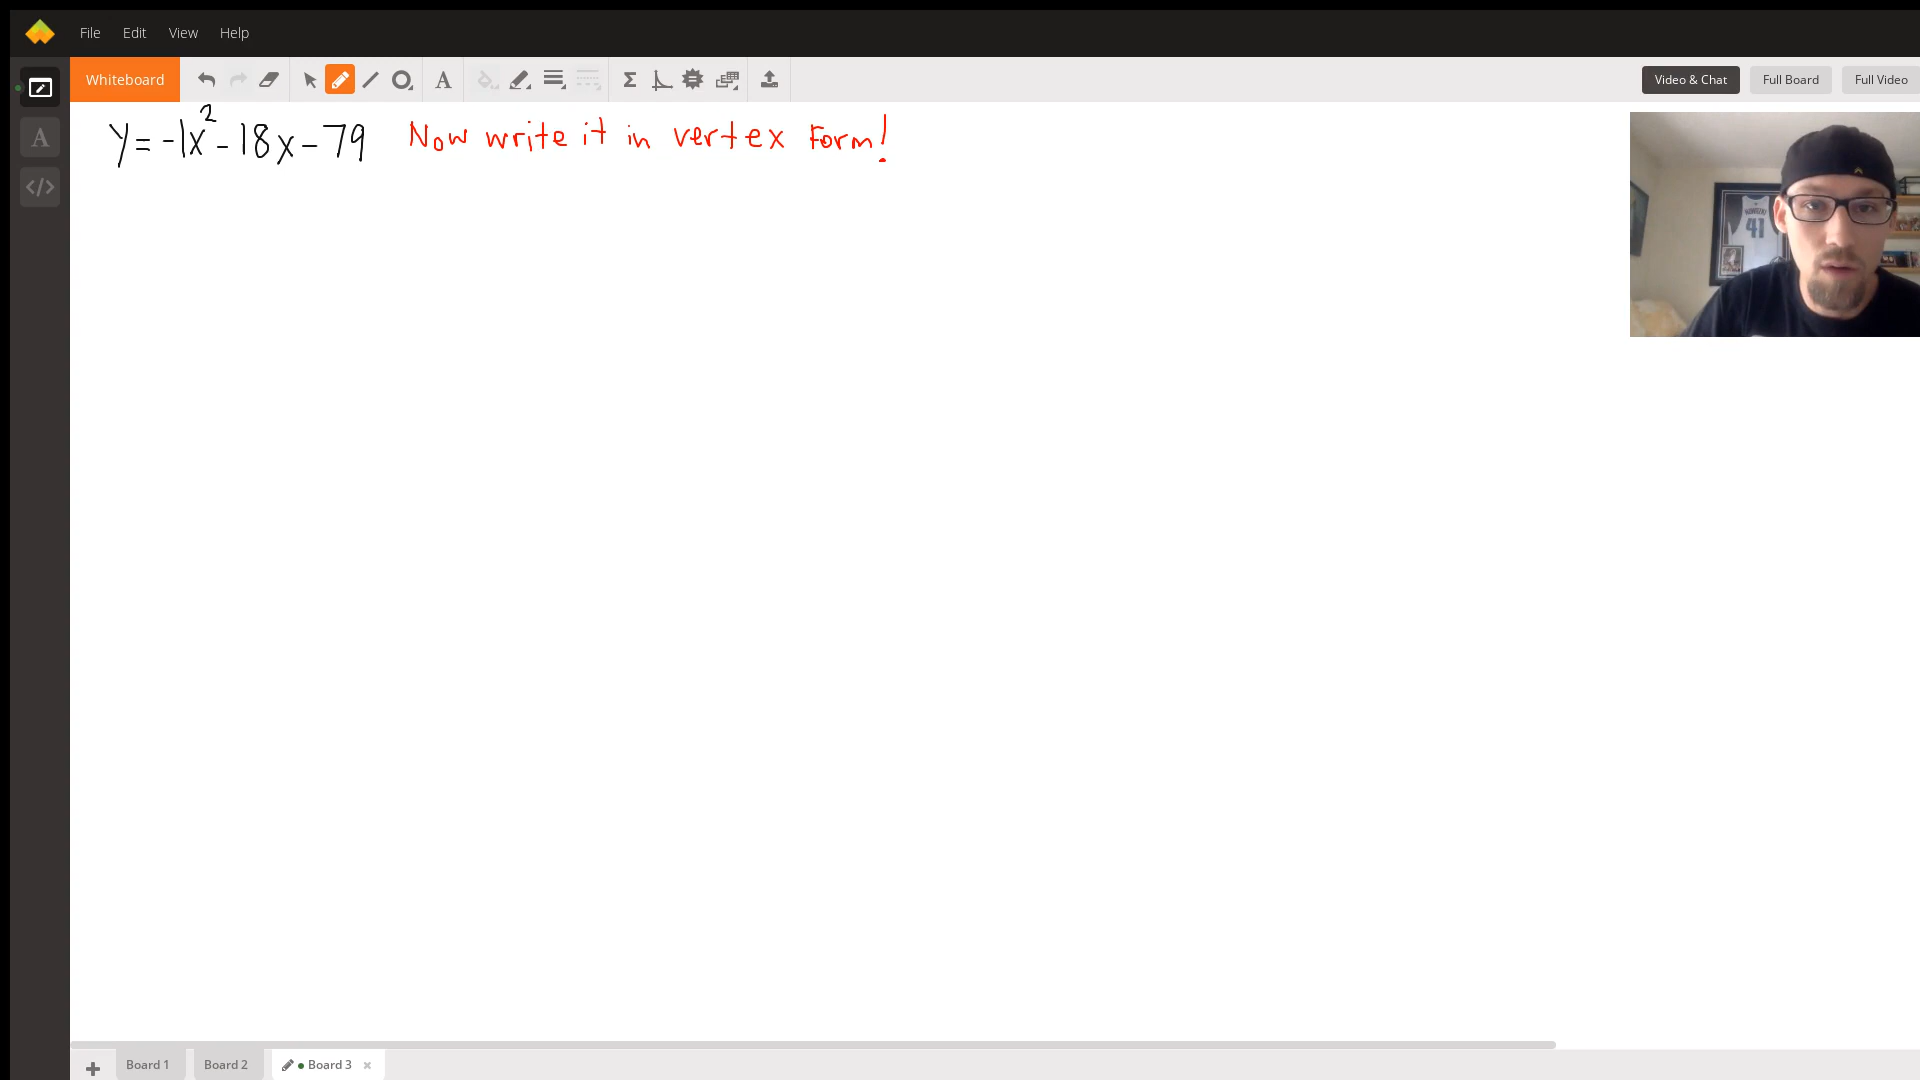 File Edit View Help
Whiteboard A Σ Video & Chat Full Board Full Video
y = -1x² - 18x - 79 Now write it in vertex form!
A
</>
41
Board 1 Board 2 Board 3